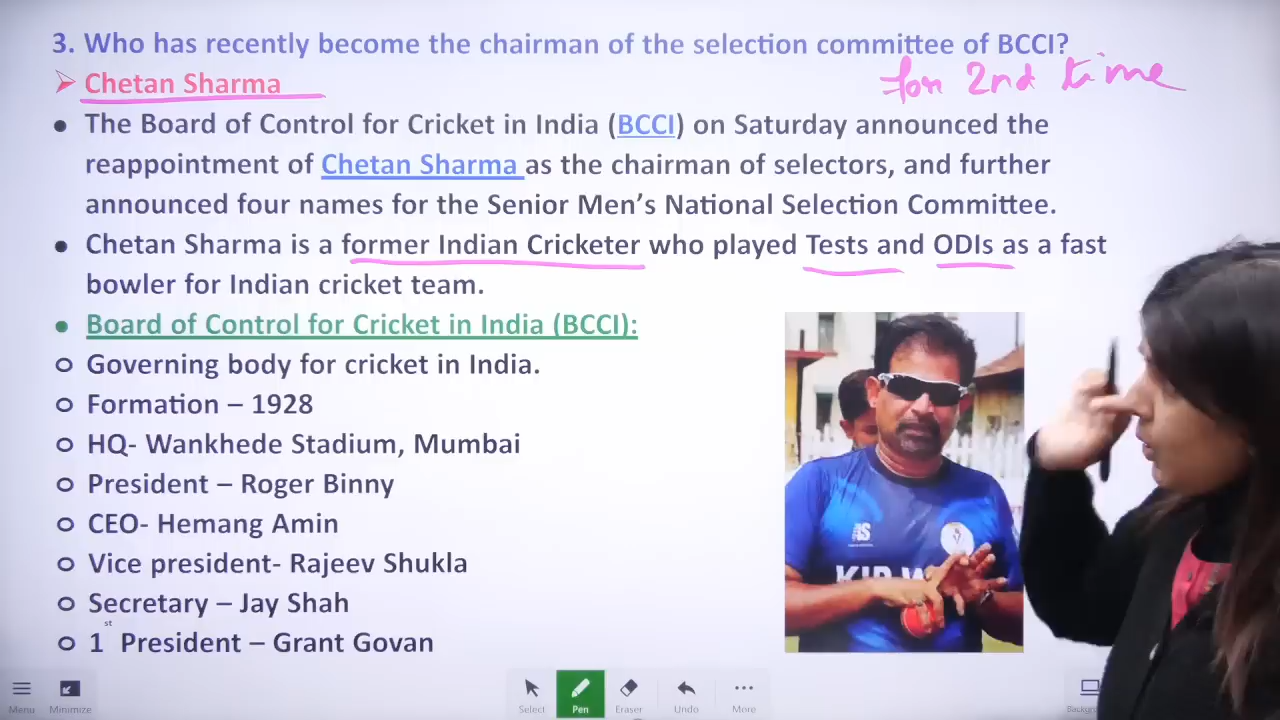 3. Who has recently become the chairman of the selection committee of BCCI?
➢ Chetan Sharma
for 2nd time
• The Board of Control for Cricket in India (BCCI) on Saturday announced the
reappointment of Chetan Sharma as the chairman of selectors, and further
announced four names for the Senior Men’s National Selection Committee.
• Chetan Sharma is a former Indian Cricketer who played Tests and ODIs as a fast
bowler for Indian cricket team.
• Board of Control for Cricket in India (BCCI):
o Governing body for cricket in India.
o Formation – 1928
o HQ- Wankhede Stadium, Mumbai
o President – Roger Binny
o CEO- Hemang Amin
o Vice president- Rajeev Shukla
o Secretary – Jay Shah
o 1st President – Grant Govan
AS
Menu Minimize Select Pen Eraser Undo More